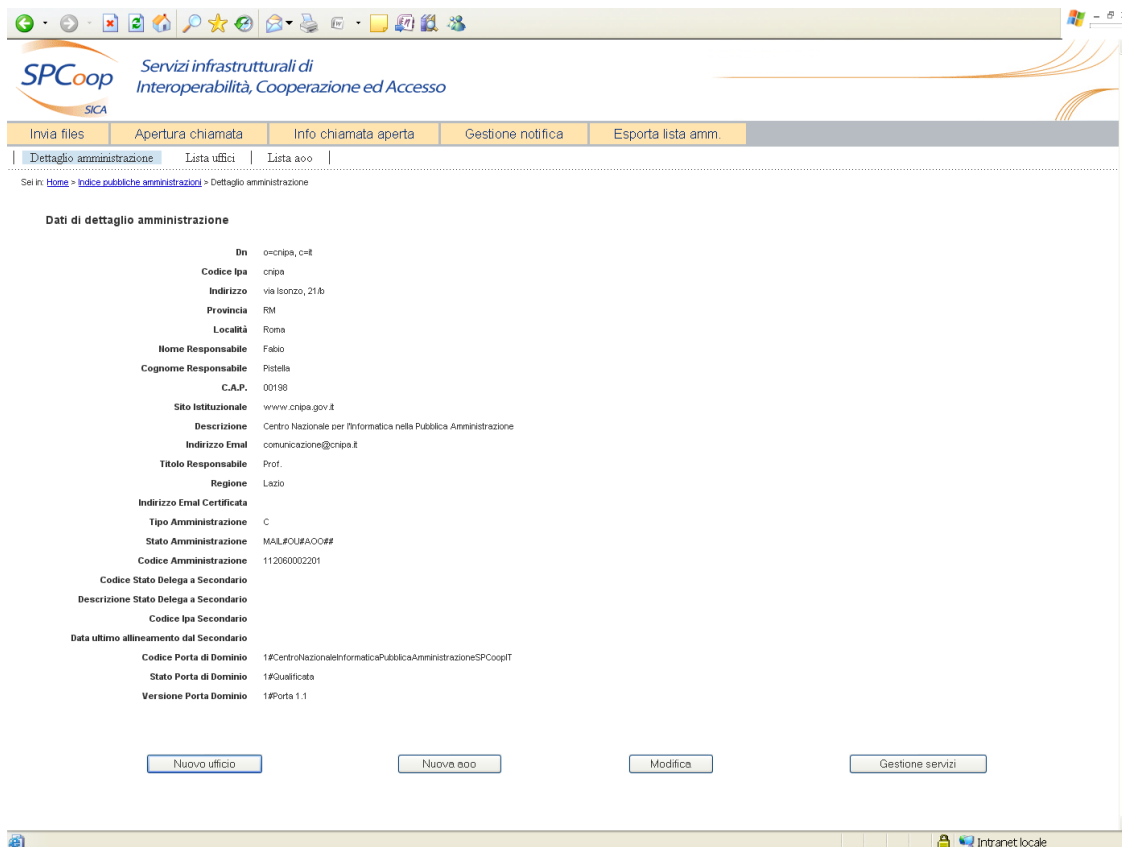 SPCoop
SICA
Servizi infrastrutturali di
Interoperabilità, Cooperazione ed Accesso
Invia files Apertura chiamata Info chiamata aperta Gestione notifica Esporta lista amm.
Dettaglio amministrazione | Lista uffici | Lista aoo |
Sei in: Home > Indice pubbliche amministrazioni > Dettaglio amministrazione
Dati di dettaglio amministrazione
Dn o=cnipa, c=it
Codice Ipa cnipa
Indirizzo via Isonzo, 21/b
Provincia RM
Località Roma
Nome Responsabile Fabio
Cognome Responsabile Pistella
C.A.P. 00198
Sito Istituzionale www.cnipa.gov.it
Descrizione Centro Nazionale per l'Informatica nella Pubblica Amministrazione
Indirizzo Email comunicazione@cnipa.it
Titolo Responsabile Prof.
Regione Lazio
Indirizzo Email Certificata
Tipo Amministrazione C
Stato Amministrazione MAIL#OU#AOO##
Codice Amministrazione 112060002201
Codice Stato Delega a Secondario
Descrizione Stato Delega a Secondario
Codice Ipa Secondario
Data ultimo allineamento dal Secondario
Codice Porta di Dominio 1#CentroNazionaleInformaticaPubblicaAmministrazioneSPCoopIT
Stato Porta di Dominio 1#Qualificata
Versione Porta Dominio 1#Porta 1.1
Nuovo ufficio Nuova aoo Modifica Gestione servizi
Intranet locale